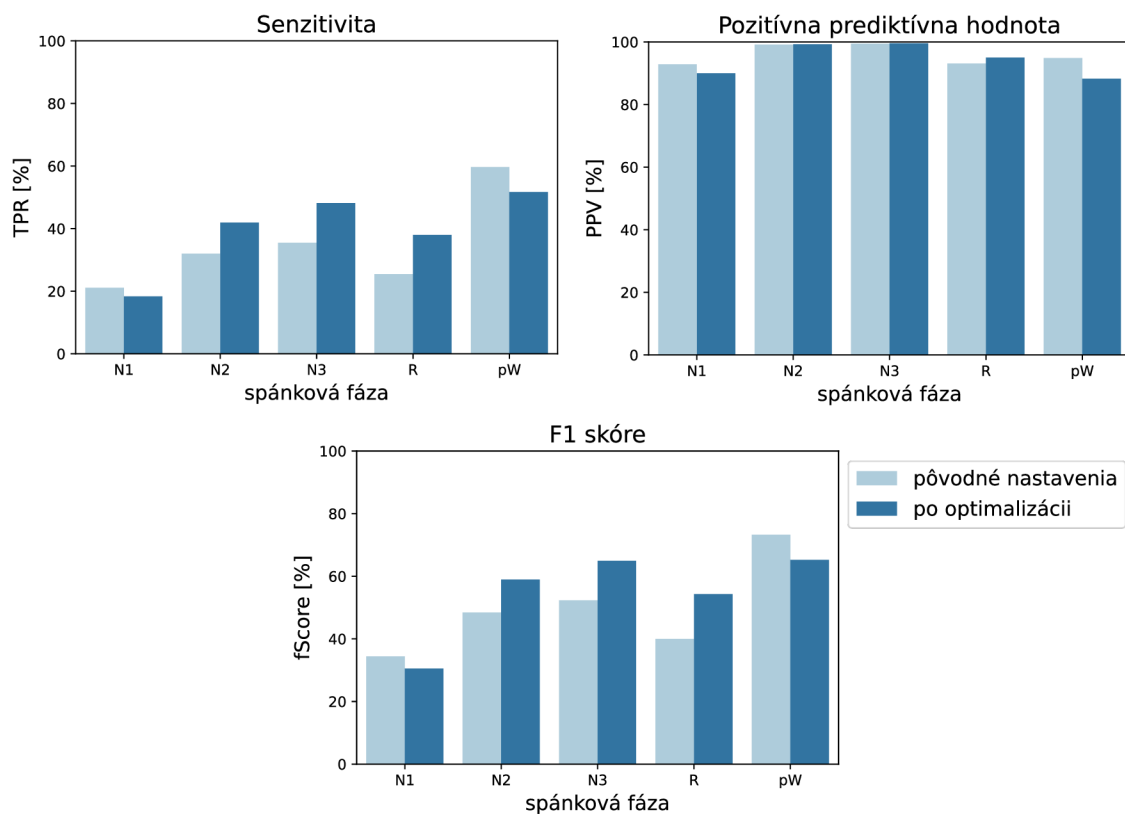 Senzitivita
100
80
60
40
20
0
TPR [%]
N1 N2 N3 R pW
spánková fáza
Pozitívna prediktívna hodnota
100
80
60
40
20
0
PPV [%]
N1 N2 N3 R pW
spánková fáza
F1 skóre
100
80
60
40
20
0
fScore [%]
N1 N2 N3 R pW
spánková fáza
pôvodné nastavenia
po optimalizácii